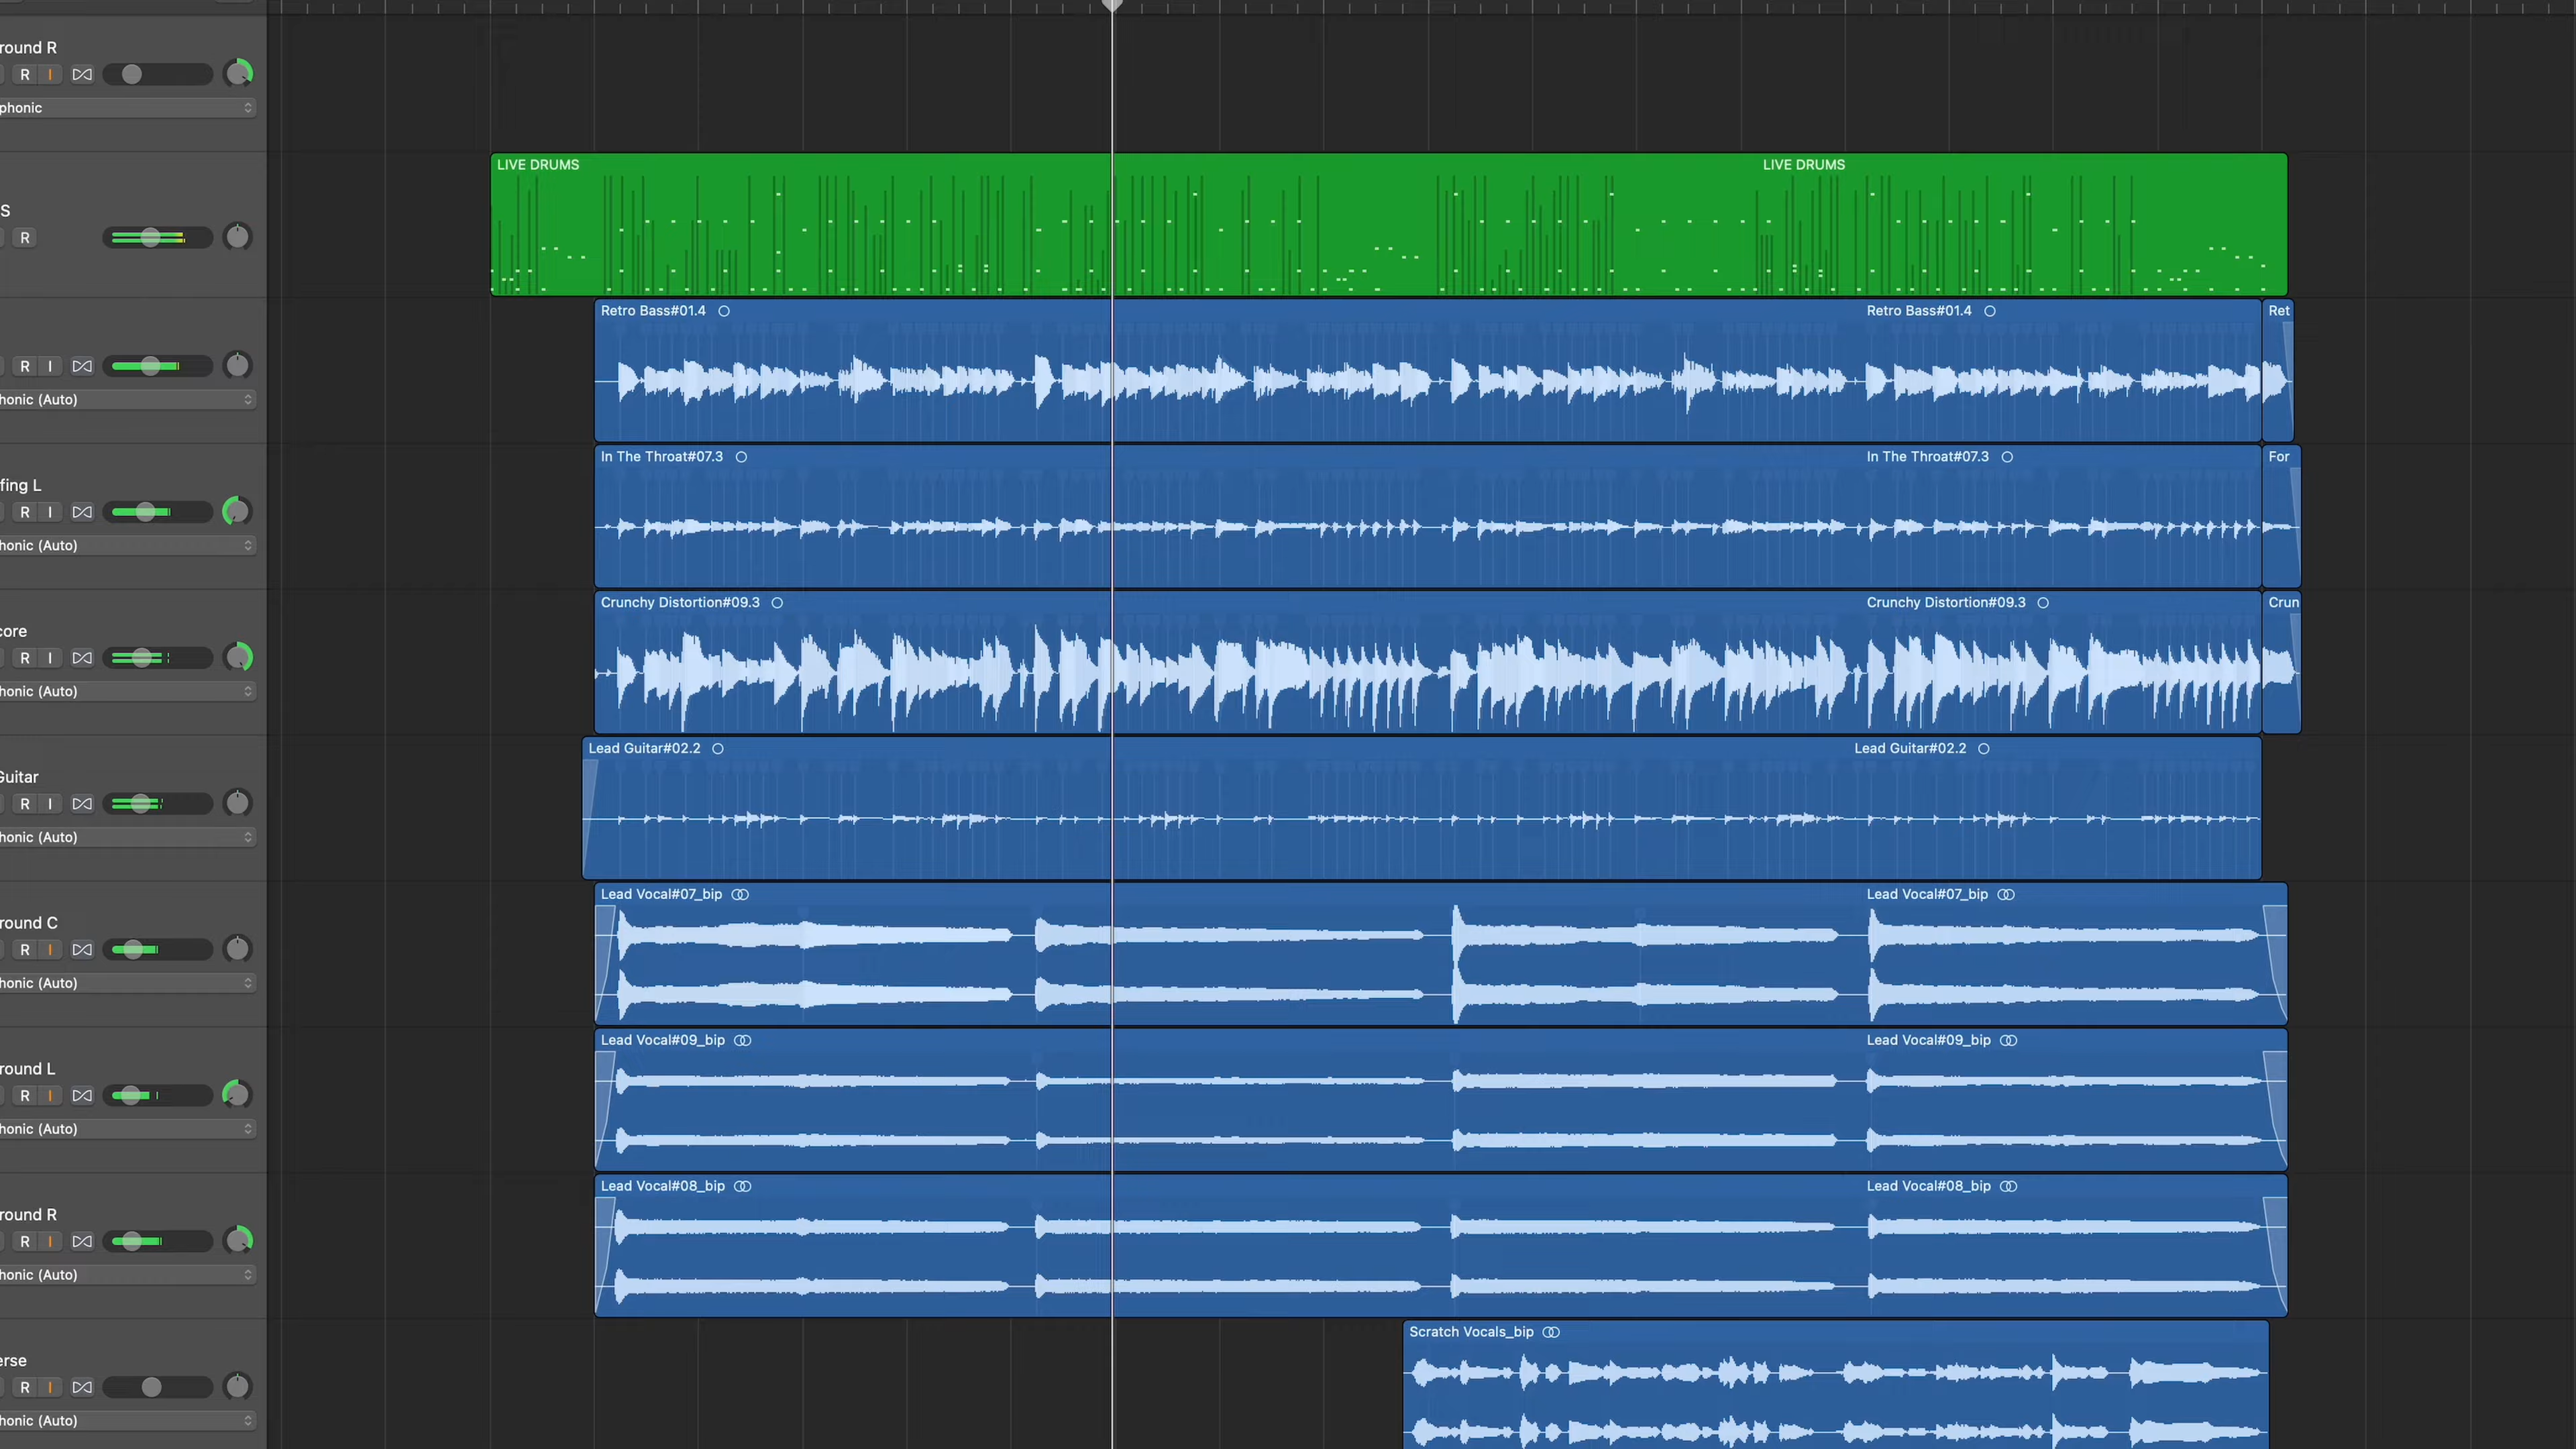 round R
R I
phonic
LIVE DRUMS LIVE DRUMS
S
R
Retro Bass#01.4 Retro Bass#01.4 Ret
R I
honic (Auto)
In The Throat#07.3 In The Throat#07.3 For
fing L
R I
honic (Auto)
Crunchy Distortion#09.3 Crunchy Distortion#09.3 Crun
core
R I
honic (Auto)
Lead Guitar#02.2 Lead Guitar#02.2
Guitar
R I
honic (Auto)
Lead Vocal#07_bip Lead Vocal#07_bip
round C
R I
honic (Auto)
Lead Vocal#09_bip Lead Vocal#09_bip
round L
R I
honic (Auto)
Lead Vocal#08_bip Lead Vocal#08_bip
round R
R I
honic (Auto)
Scratch Vocals_bip
erse
R I
honic (Auto)